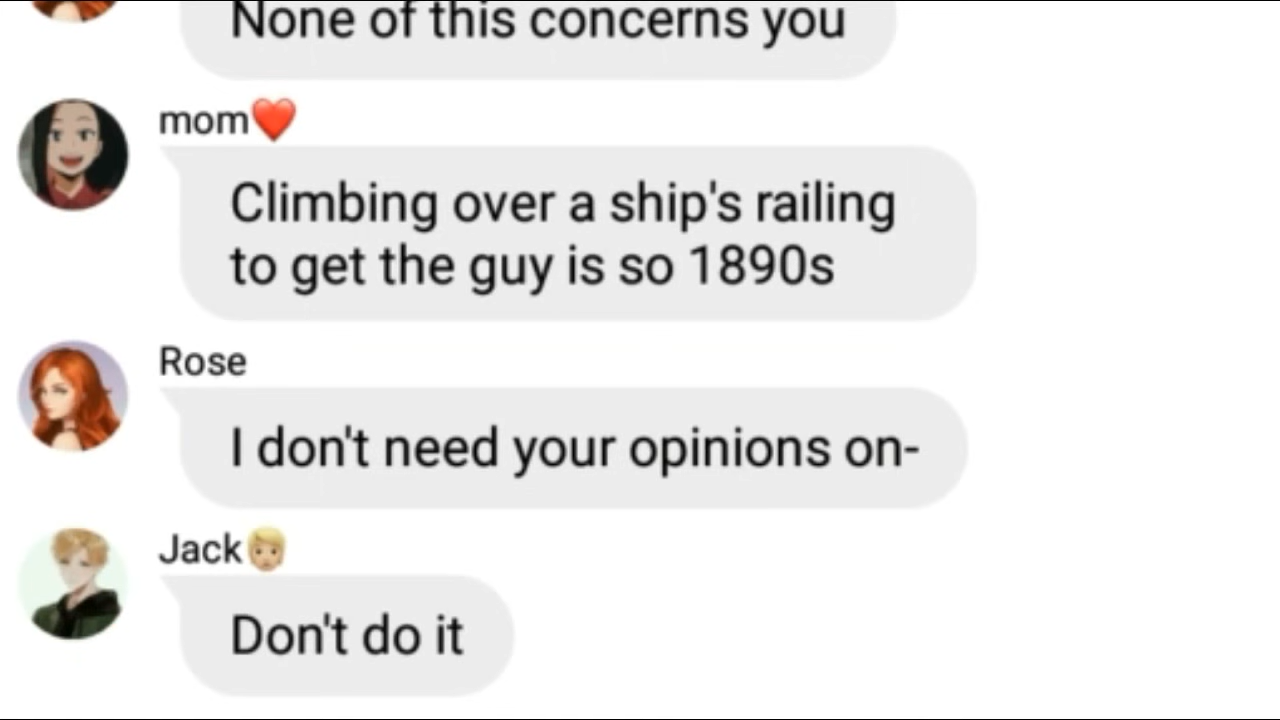 None of this concerns you
mom❤️
Climbing over a ship's railing
to get the guy is so 1890s
Rose
I don't need your opinions on-
Jack👱🏼
Don't do it